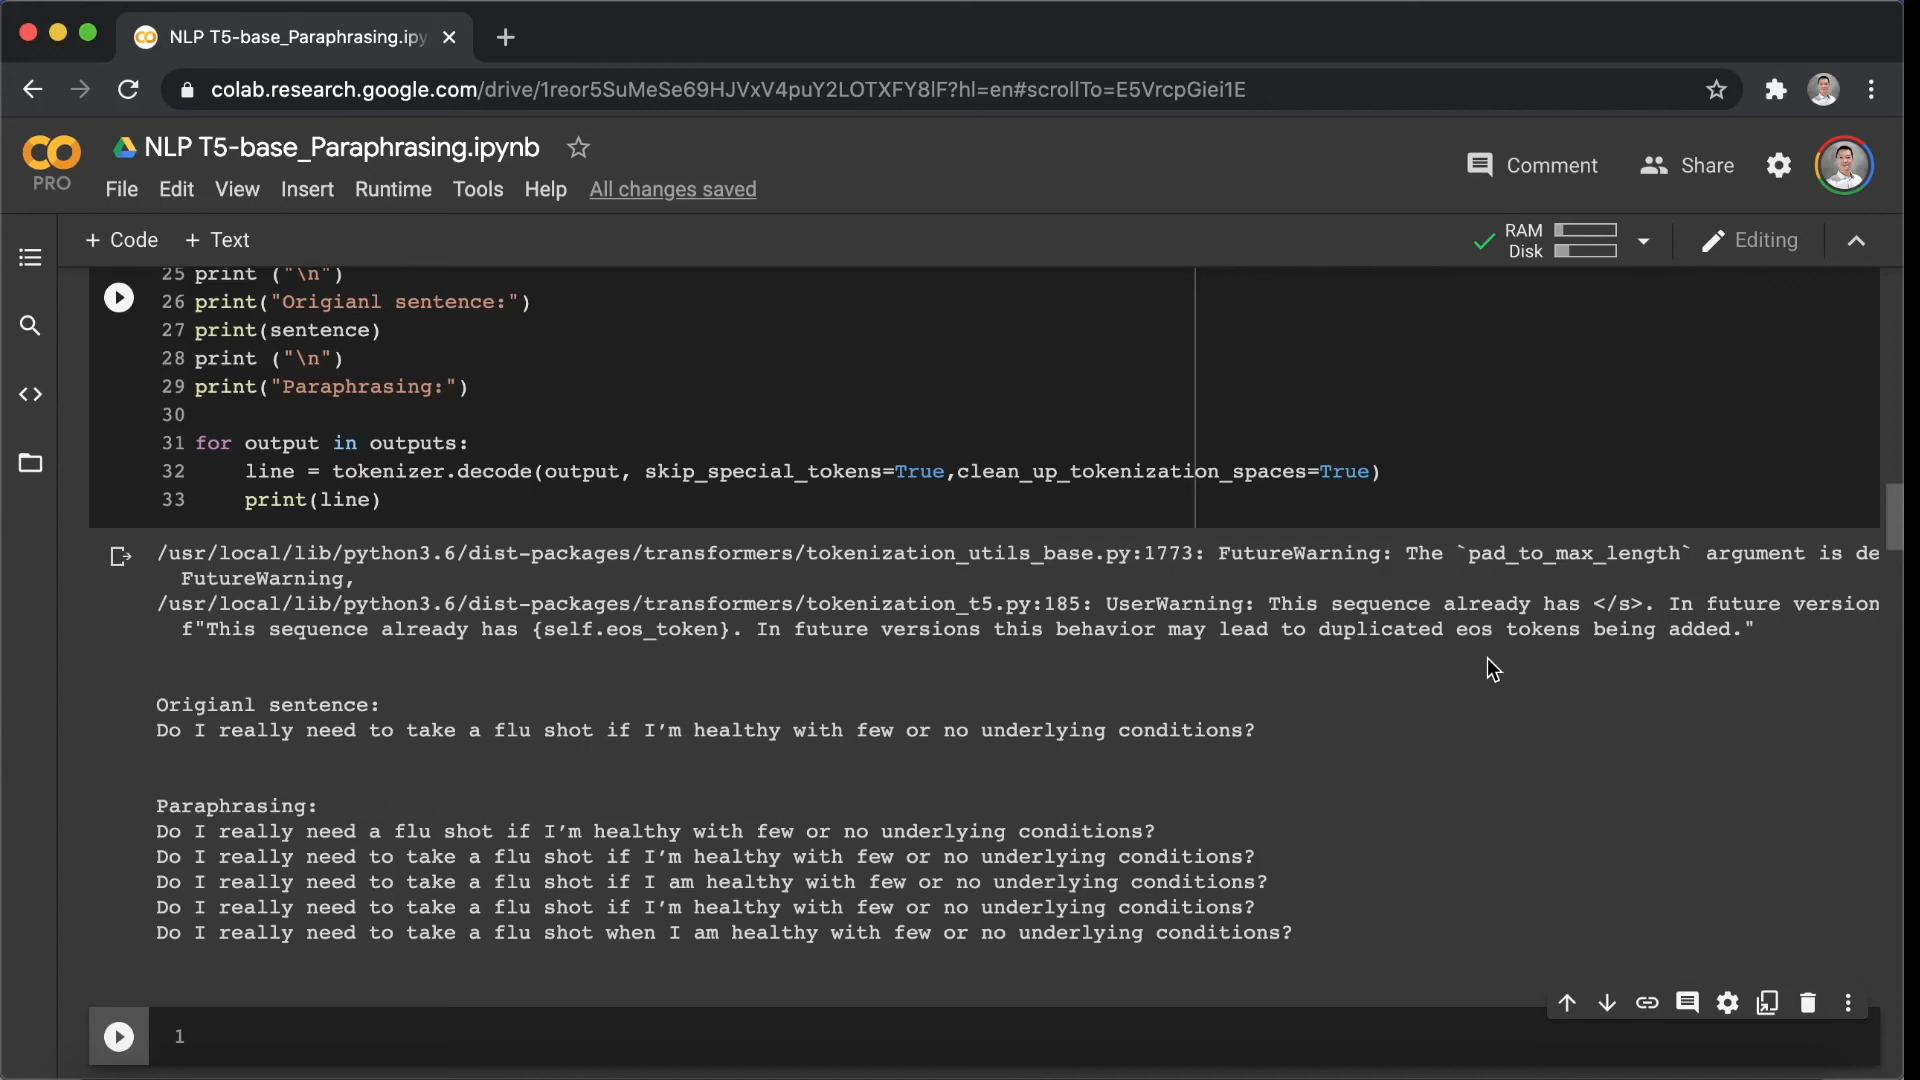 NLP T5-base_Paraphrasing.ipy
colab.research.google.com/drive/1reor5SuMeSe69HJVxV4puY2LOTXFY8lF?hl=en#scrollTo=E5VrcpGiei1E
CO
PRO
NLP T5-base_Paraphrasing.ipynb
Comment
Share
File Edit View Insert Runtime Tools Help All changes saved
+ Code + Text
RAM
Disk
Editing
25 print ("\n")
26 print("Origianl sentence:")
27 print(sentence)
28 print ("\n")
29 print("Paraphrasing:")
30
31 for output in outputs:
32     line = tokenizer.decode(output, skip_special_tokens=True,clean_up_tokenization_spaces=True)
33     print(line)
/usr/local/lib/python3.6/dist-packages/transformers/tokenization_utils_base.py:1773: FutureWarning: The `pad_to_max_length` argument is de
  FutureWarning,
/usr/local/lib/python3.6/dist-packages/transformers/tokenization_t5.py:185: UserWarning: This sequence already has </s>. In future version
  f"This sequence already has {self.eos_token}. In future versions this behavior may lead to duplicated eos tokens being added."
Origianl sentence:
Do I really need to take a flu shot if I’m healthy with few or no underlying conditions?
Paraphrasing:
Do I really need a flu shot if I’m healthy with few or no underlying conditions?
Do I really need to take a flu shot if I’m healthy with few or no underlying conditions?
Do I really need to take a flu shot if I am healthy with few or no underlying conditions?
Do I really need to take a flu shot if I’m healthy with few or no underlying conditions?
Do I really need to take a flu shot when I am healthy with few or no underlying conditions?
1